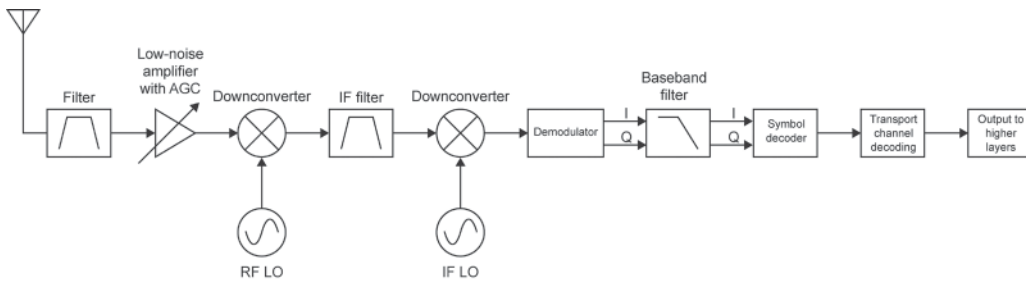 Low-noise
amplifier
with AGC
Filter
Downconverter
IF filter
Downconverter
Baseband
filter
Demodulator
I
Q
I
Q
Symbol
decoder
Transport
channel
decoding
Output to
higher
layers
RF LO
IF LO